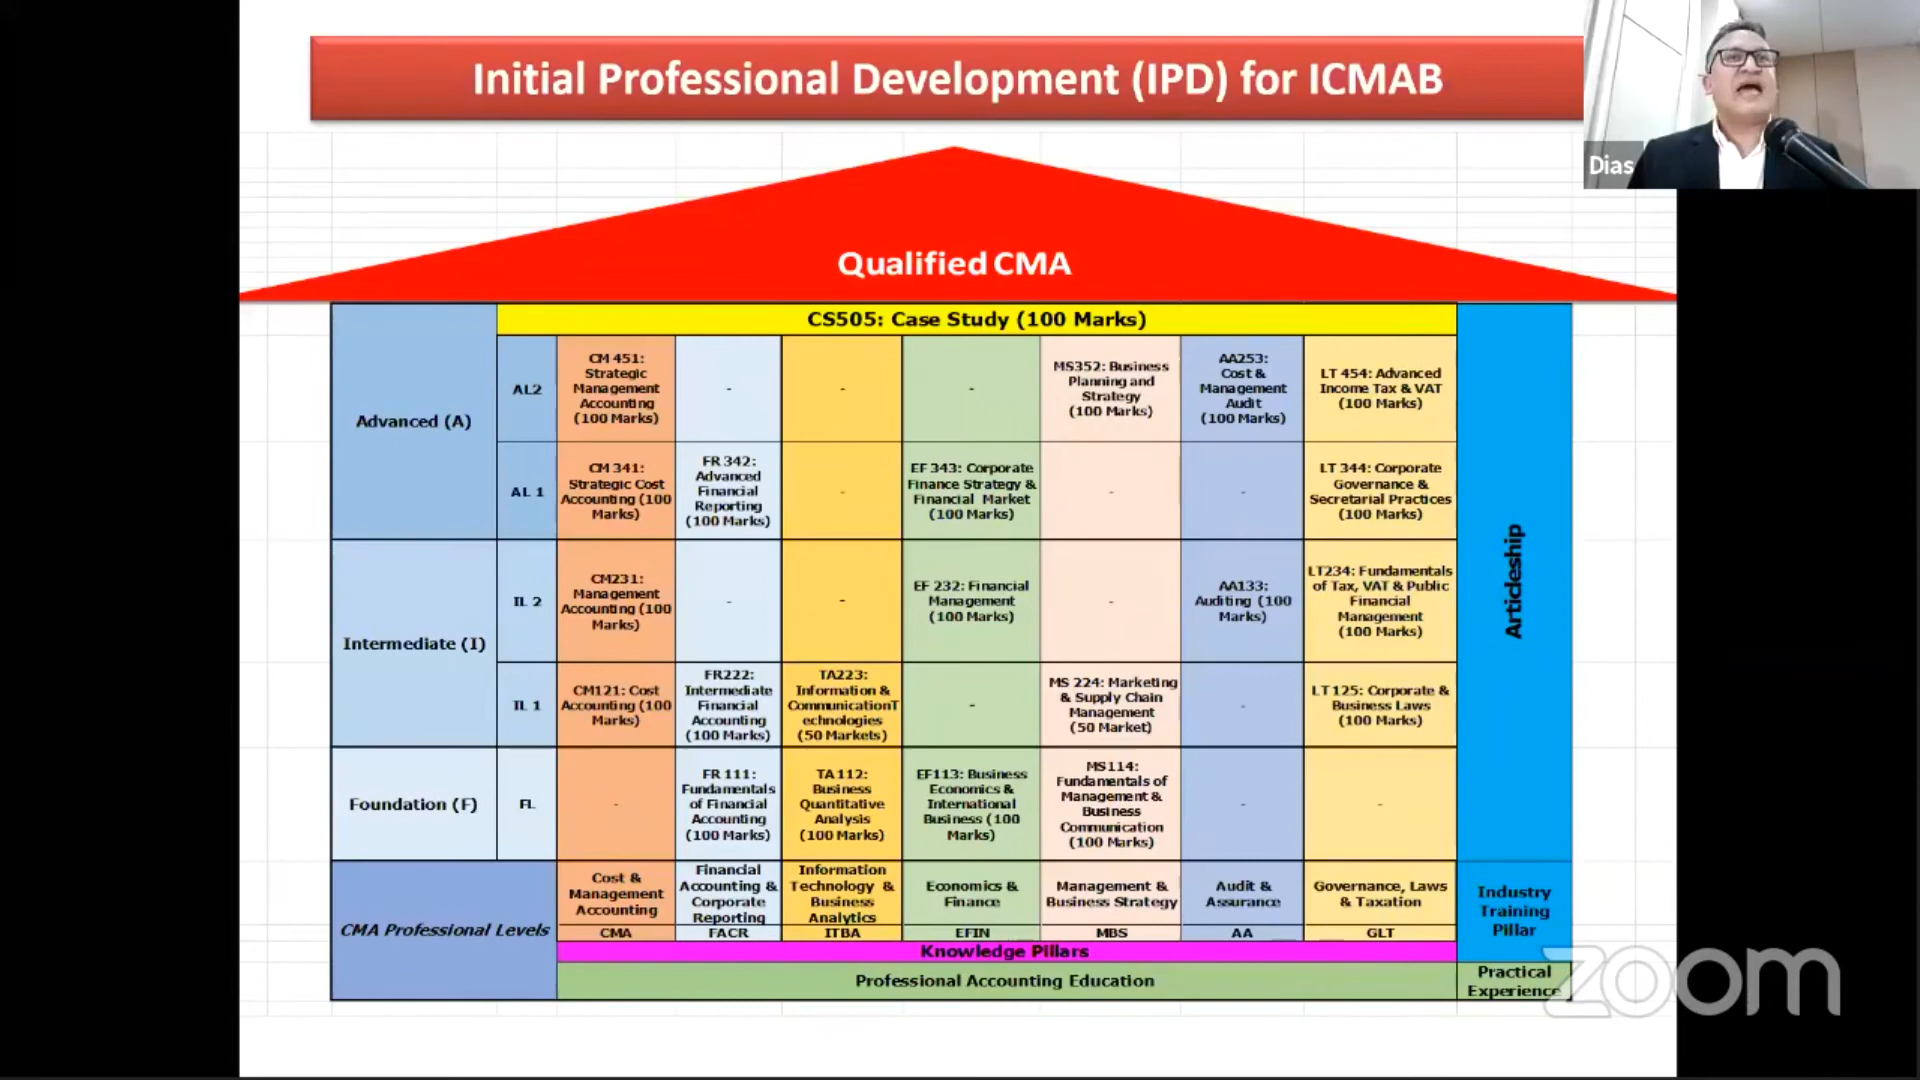 Initial Professional Development (IPD) for ICMAB
Dias
Qualified CMA
CS505: Case Study (100 Marks)
Advanced (A)
AL2
CM 451:
Strategic
Management
Accounting
(100 Marks)
-
-
-
MS352: Business
Planning and
Strategy
(100 Marks)
AA253:
Cost &
Management
Audit
(100 Marks)
LT 454: Advanced
Income Tax & VAT
(100 Marks)
AL 1
CM 341:
Strategic Cost
Accounting (100
Marks)
FR 342:
Advanced
Financial
Reporting
(100 Marks)
-
EF 343: Corporate
Finance Strategy &
Financial Market
(100 Marks)
-
-
LT 344: Corporate
Governance &
Secretarial Practices
(100 Marks)
Articleship
Intermediate (I)
IL 2
CM231:
Management
Accounting (100
Marks)
-
-
EF 232: Financial
Management
(100 Marks)
-
AA133:
Auditing (100
Marks)
LT234: Fundamentals
of Tax, VAT & Public
Financial
Management
(100 Marks)
IL 1
CM121: Cost
Accounting (100
Marks)
FR222:
Intermediate
Financial
Accounting
(100 Marks)
TA223:
Information &
CommunicationT
echnologies
(50 Markets)
-
MS 224: Marketing
& Supply Chain
Management
(50 Market)
-
LT 125: Corporate &
Business Laws
(100 Marks)
Foundation (F)
FL
-
FR 111:
Fundamentals
of Financial
Accounting
(100 Marks)
TA 112:
Business
Quantitative
Analysis
(100 Marks)
EF113: Business
Economics &
International
Business (100
Marks)
MS114:
Fundamentals of
Management &
Business
Communication
(100 Marks)
-
-
CMA Professional Levels
Cost &
Management
Accounting
Financial
Accounting &
Corporate
Reporting
Information
Technology &
Business
Analytics
Economics &
Finance
Management &
Business Strategy
Audit &
Assurance
Governance, Laws
& Taxation
Industry
Training
Pillar
CMA
FACR
ITBA
EFIN
MBS
AA
GLT
Knowledge Pillars
Professional Accounting Education
Practical
Experience
zoom